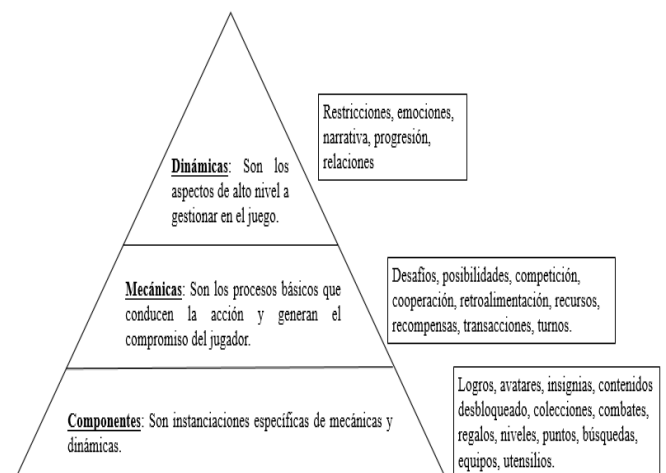 Restricciones, emociones,
narrativa, progresión,
relaciones
Dinámicas: Son los
aspectos de alto nivel a
gestionar en el juego.
Desafíos, posibilidades, competición,
cooperación, retroalimentación, recursos,
recompensas, transacciones, turnos.
Mecánicas: Son los procesos básicos que
conducen la acción y generan el
compromiso del jugador.
Logros, avatares, insignias, contenidos
desbloqueado, colecciones, combates,
regalos, niveles, puntos, búsquedas,
equipos, utensilios.
Componentes: Son instanciaciones específicas de mecánicas y
dinámicas.